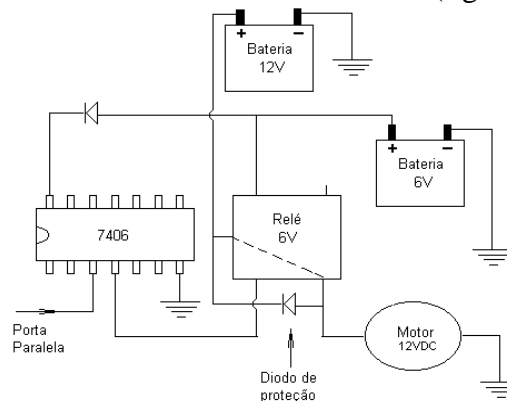 Bateria
12V
Bateria
6V
7406
Relé
6V
Porta
Paralela
Motor
12VDC
Diodo de
proteção